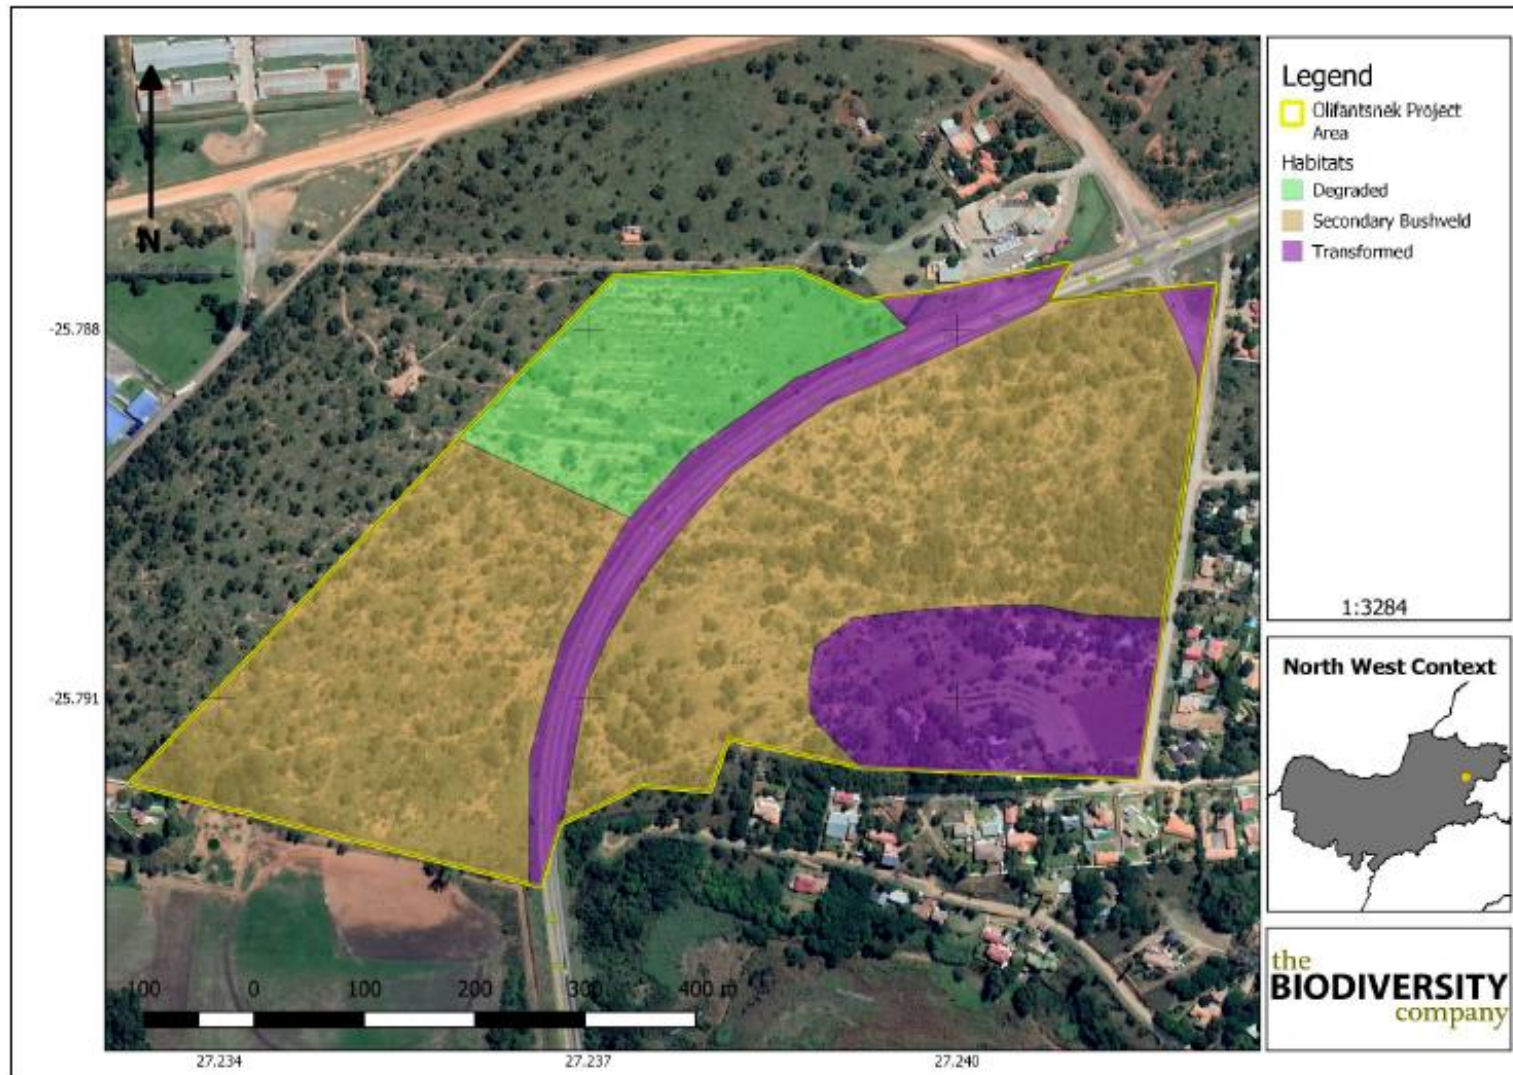 Legend
Olifantsnek Project
Area
Habitats
Degraded
Secondary Bushveld
Transformed
1:3284
North West Context
the
BIODIVERSITY
company
N
-25.788
-25.791
100 0 100 200 300 400 m
27.234 27.237 27.240